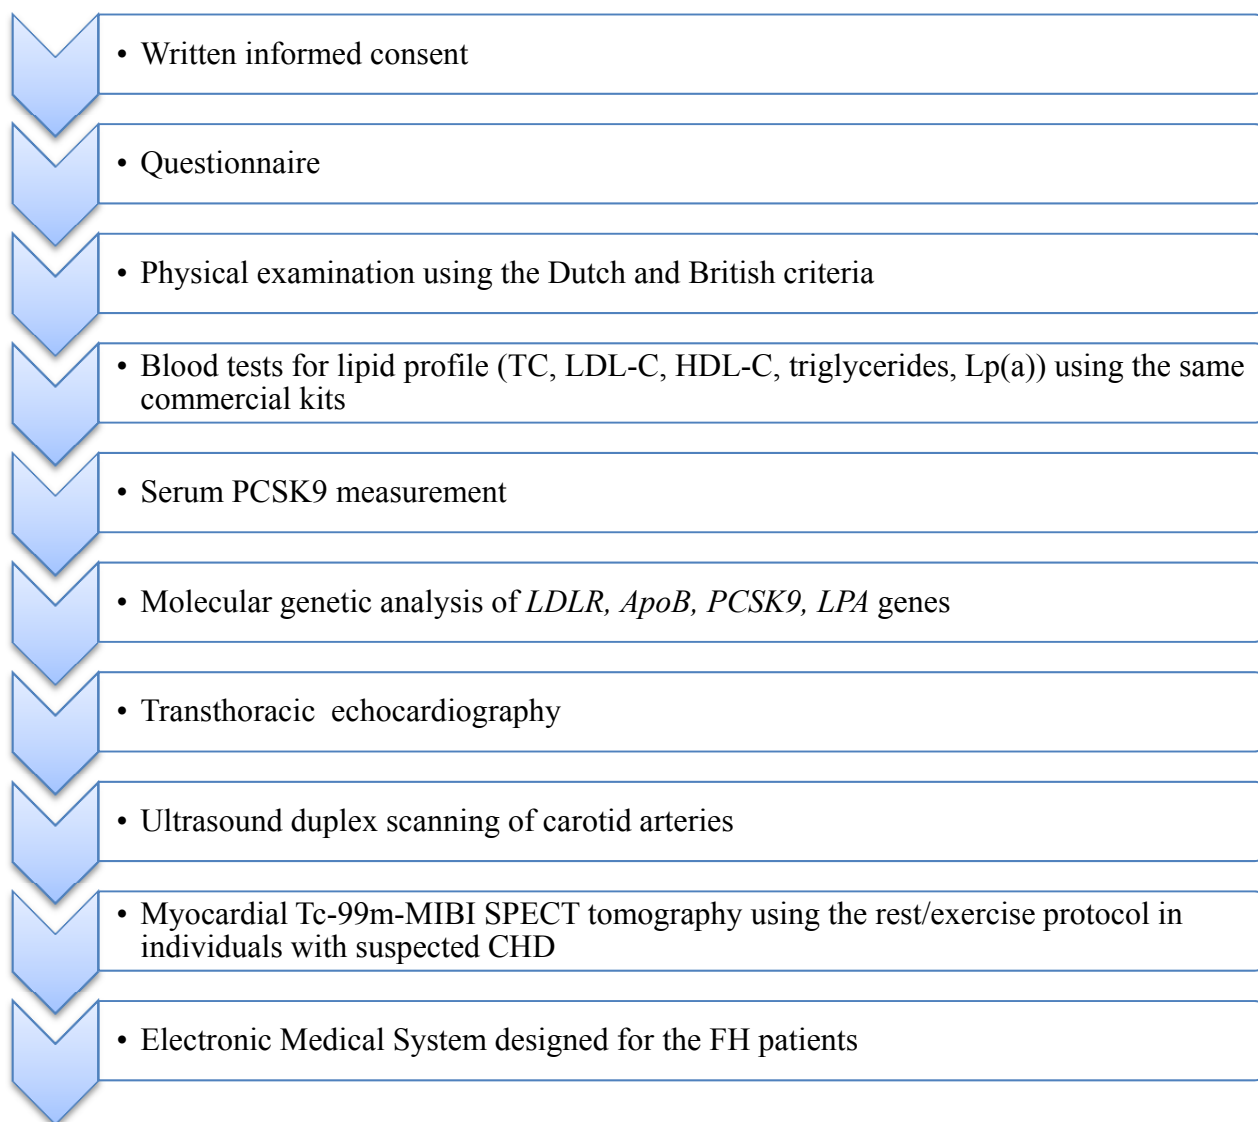 • Written informed consent
• Questionnaire
• Physical examination using the Dutch and British criteria
• Blood tests for lipid profile (TC, LDL-C, HDL-C, triglycerides, Lp(a)) using the same
commercial kits
• Serum PCSK9 measurement
• Molecular genetic analysis of LDLR, ApoB, PCSK9, LPA genes
• Transthoracic  echocardiography
• Ultrasound duplex scanning of carotid arteries
• Myocardial Tc-99m-MIBI SPECT tomography using the rest/exercise protocol in
individuals with suspected CHD
• Electronic Medical System designed for the FH patients